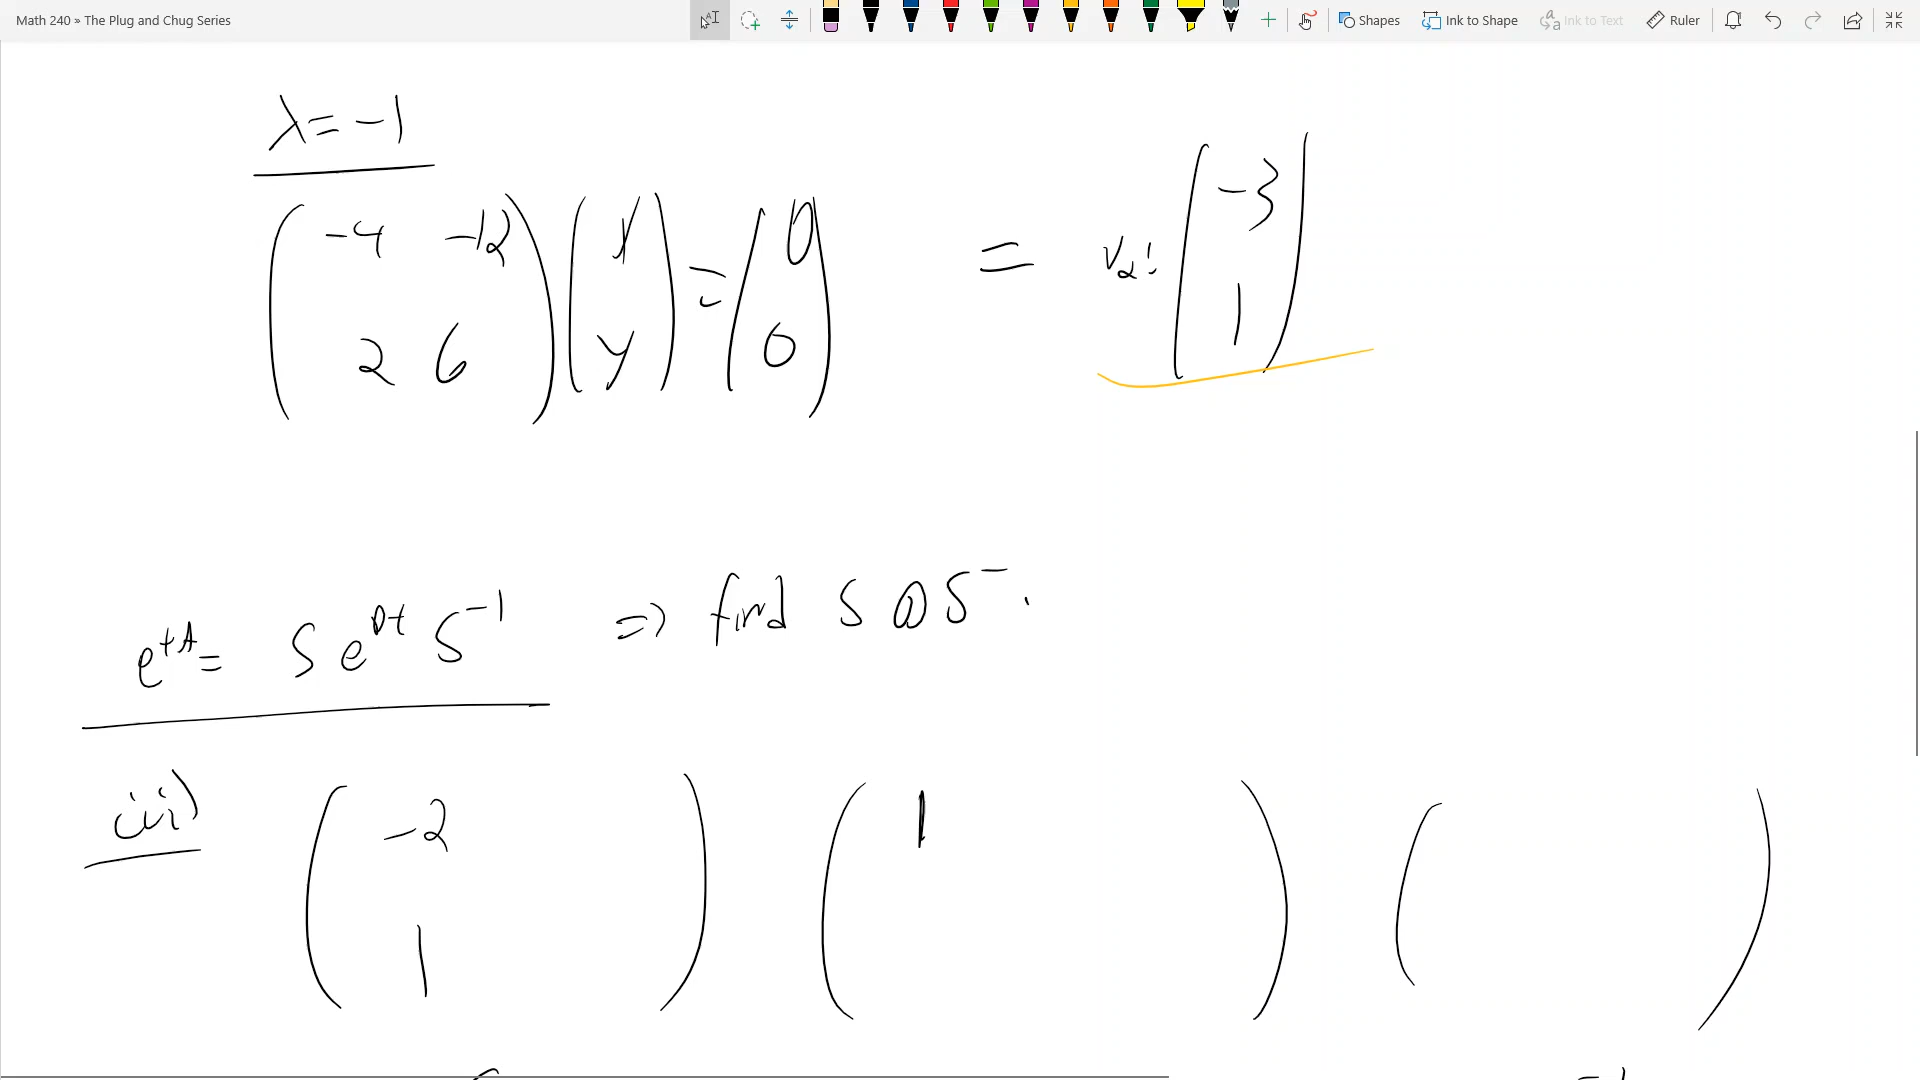 Math 240 » The Plug and Chug Series
Shapes Ink to Shape Ink to Text Ruler
λ = -1
-4 -12 x = 0 = v₂: -3
2 6 y 0 1
e^{tA} = S e^{Dt} S^{-1} => find S D S^-.
iii) -2 1
1